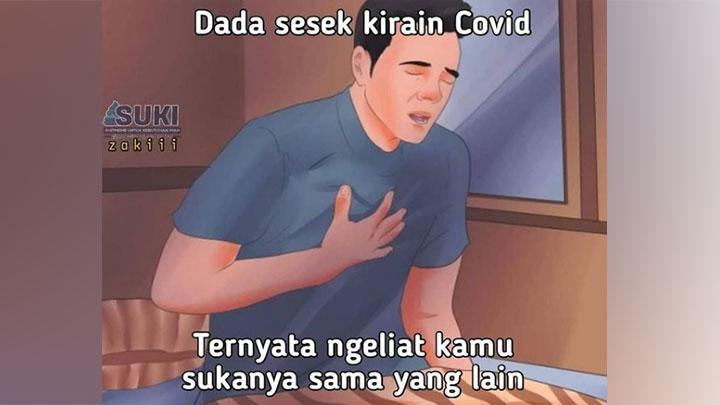 Dada sesek kirain Covid
SUKI
zakiii
Ternyata ngeliat kamu
sukanya sama yang lain